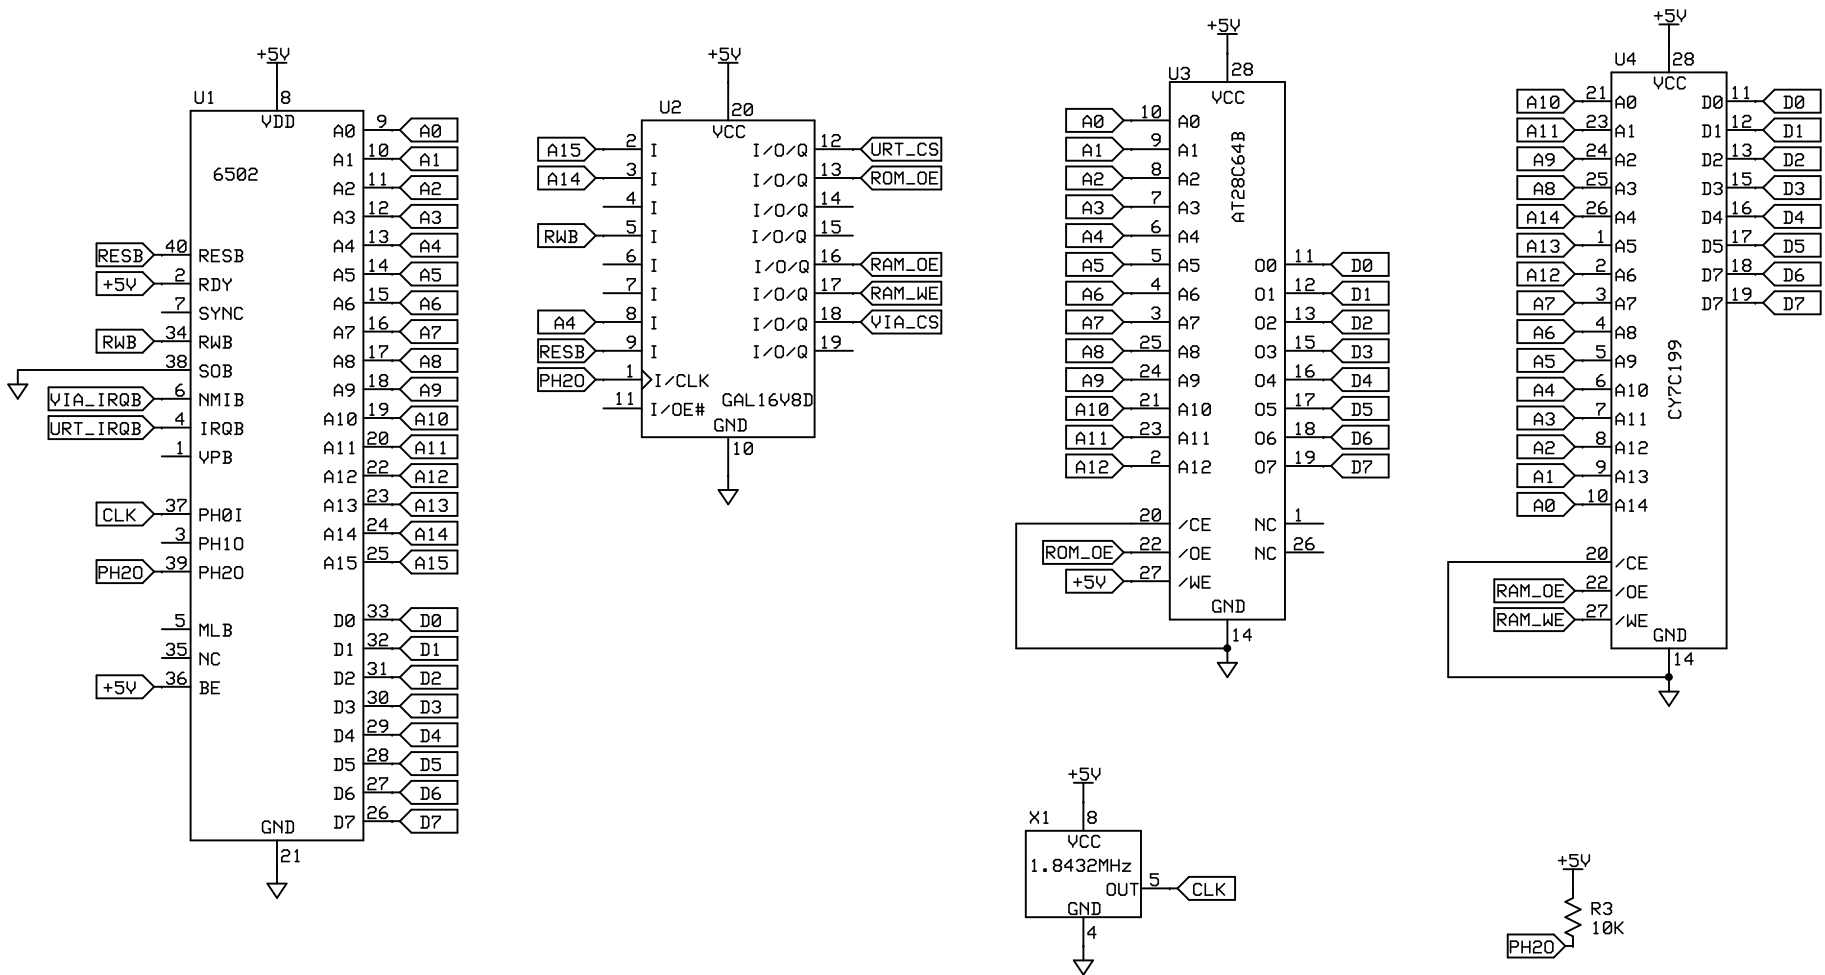 +5V
U1
8
VDD
6502
RESB 40 RESB
+5V 2 RDY
7 SYNC
RWB 34 RWB
38 SOB
VIA_IRQB 6 NMIB
URT_IRQB 4 IRQB
1 VPB
CLK 37 PH0I
3 PH1O
PH2O 39 PH2O
5 MLB
35 NC
+5V 36 BE
A0 9 A0
A1 10 A1
A2 11 A2
A3 12 A3
A4 13 A4
A5 14 A5
A6 15 A6
A7 16 A7
A8 17 A8
A9 18 A9
A10 19 A10
A11 20 A11
A12 22 A12
A13 23 A13
A14 24 A14
A15 25 A15
D0 33 D0
D1 32 D1
D2 31 D2
D3 30 D3
D4 29 D4
D5 28 D5
D6 27 D6
D7 26 D7
GND
21
+5V
U2
20
VCC
A15 2 I
A14 3 I
4 I
RWB 5 I
6 I
7 I
A4 8 I
RESB 9 I
PH2O 1 I/CLK
11 I/OE#
I/O/Q 12 URT_CS
I/O/Q 13 ROM_OE
I/O/Q 14
I/O/Q 15
I/O/Q 16 RAM_OE
I/O/Q 17 RAM_WE
I/O/Q 18 VIA_CS
I/O/Q 19
GAL16V8D
GND
10
+5V
U3
28
VCC
AT28C64B
A0 10 A0
A1 9 A1
A2 8 A2
A3 7 A3
A4 6 A4
A5 5 A5
A6 4 A6
A7 3 A7
A8 25 A8
A9 24 A9
A10 21 A10
A11 23 A11
A12 2 A12
20 /CE
ROM_OE 22 /OE
+5V 27 /WE
O0 11 D0
O1 12 D1
O2 13 D2
O3 15 D3
O4 16 D4
O5 17 D5
O6 18 D6
O7 19 D7
NC 1
NC 26
GND
14
+5V
U4
28
VCC
CY7C199
A10 21 A0
A11 23 A1
A9 24 A2
A8 25 A3
A14 26 A4
A13 1 A5
A12 2 A6
A7 3 A7
A6 4 A8
A5 5 A9
A4 6 A10
A3 7 A11
A2 8 A12
A1 9 A13
A0 10 A14
20 /CE
RAM_OE 22 /OE
RAM_WE 27 /WE
D0 11 D0
D1 12 D1
D2 13 D2
D3 15 D3
D4 16 D4
D5 17 D5
D7 18 D6
D7 19 D7
GND
14
+5V
X1
8
VCC
1.8432MHz
OUT 5 CLK
GND
4
+5V
R3
10K
PH2O